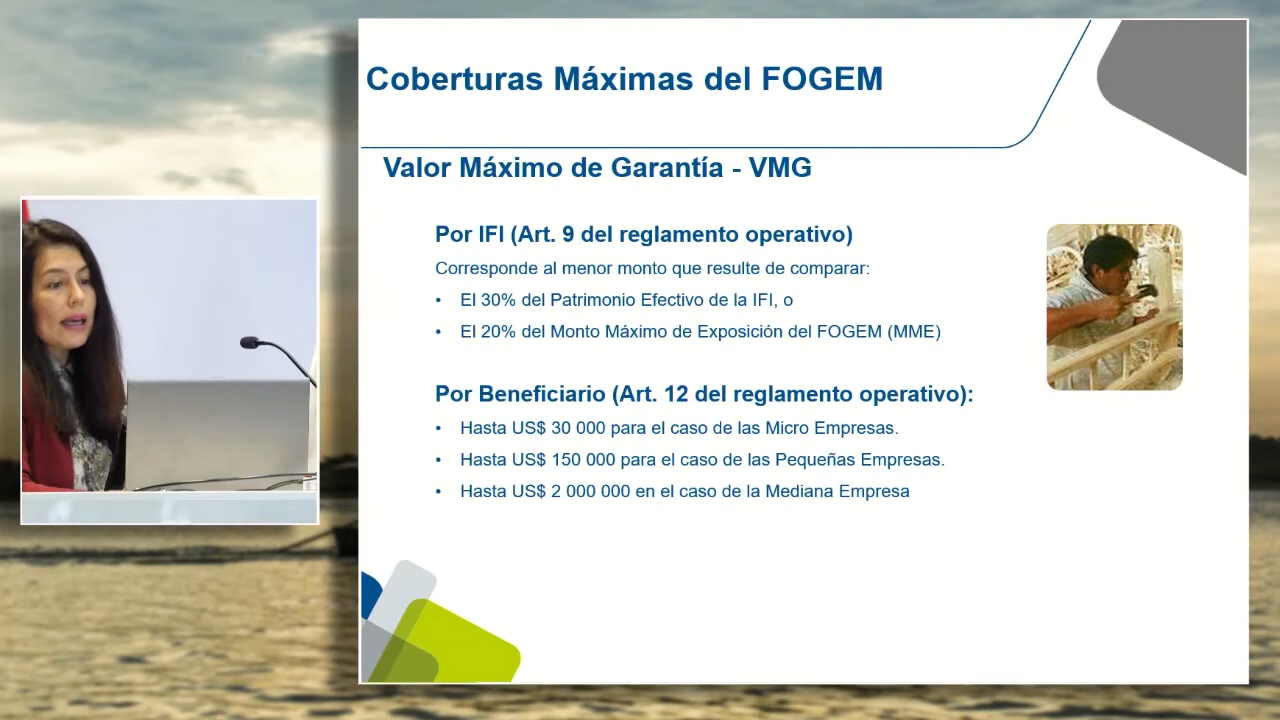 Coberturas Máximas del FOGEM
Valor Máximo de Garantía - VMG
Por IFI (Art. 9 del reglamento operativo)
Corresponde al menor monto que resulte de comparar:
• El 30% del Patrimonio Efectivo de la IFI, o
• El 20% del Monto Máximo de Exposición del FOGEM (MME)
Por Beneficiario (Art. 12 del reglamento operativo):
• Hasta US$ 30 000 para el caso de las Micro Empresas.
• Hasta US$ 150 000 para el caso de las Pequeñas Empresas.
• Hasta US$ 2 000 000 en el caso de la Mediana Empresa